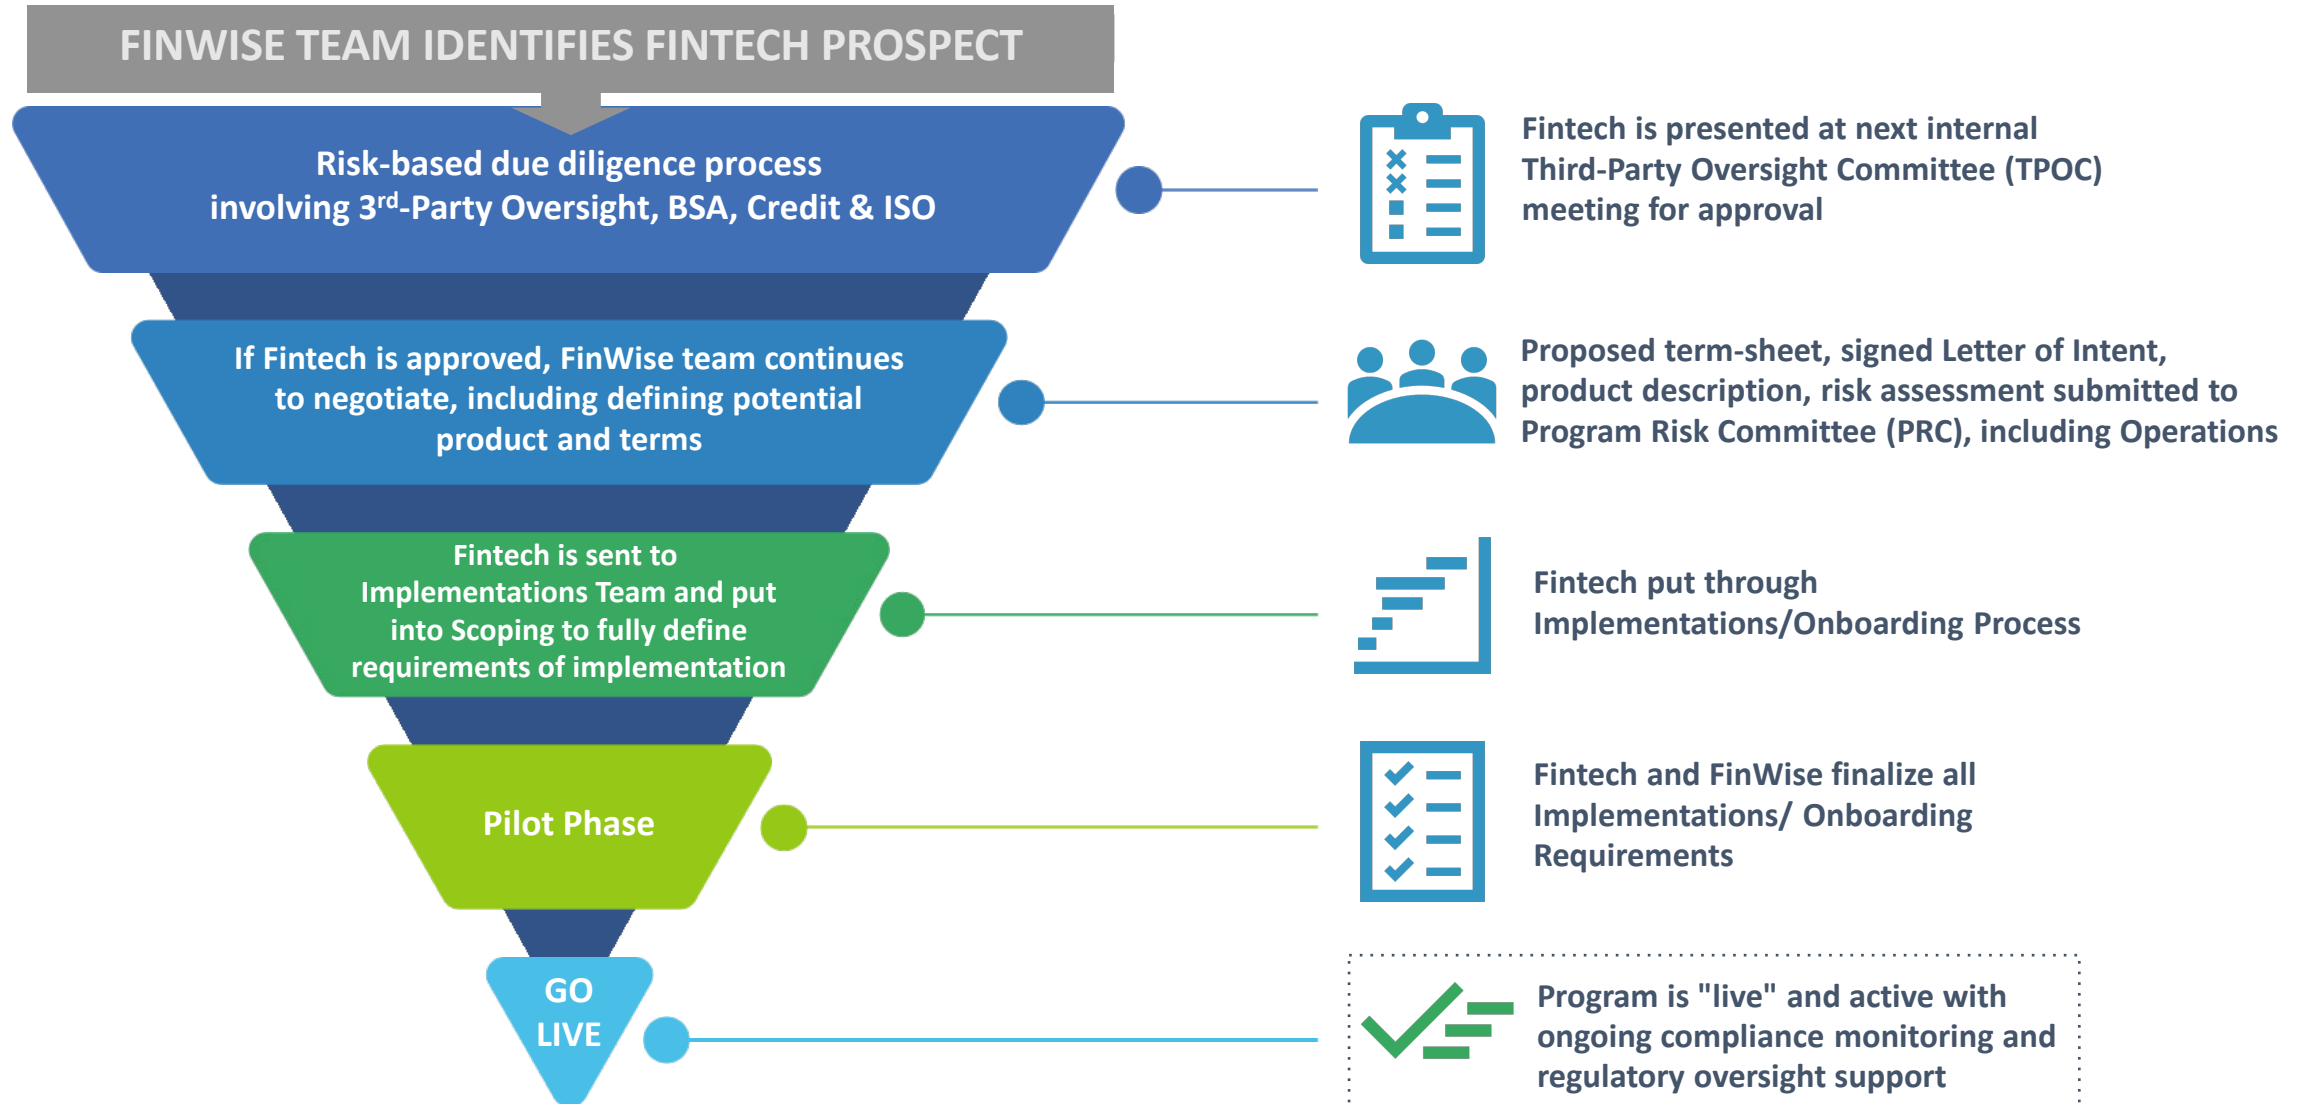 FINWISE TEAM IDENTIFIES FINTECH PROSPECT
Risk-based due diligence process
involving 3rd-Party Oversight, BSA, Credit & ISO
Fintech is presented at next internal
Third-Party Oversight Committee (TPOC)
meeting for approval
If Fintech is approved, FinWise team continues
to negotiate, including defining potential
product and terms
Proposed term-sheet, signed Letter of Intent,
product description, risk assessment submitted to
Program Risk Committee (PRC), including Operations
Fintech is sent to
Implementations Team and put
into Scoping to fully define
requirements of implementation
Fintech put through
Implementations/Onboarding Process
Pilot Phase
Fintech and FinWise finalize all
Implementations/ Onboarding
Requirements
GO
LIVE
Program is "live" and active with
ongoing compliance monitoring and
regulatory oversight support